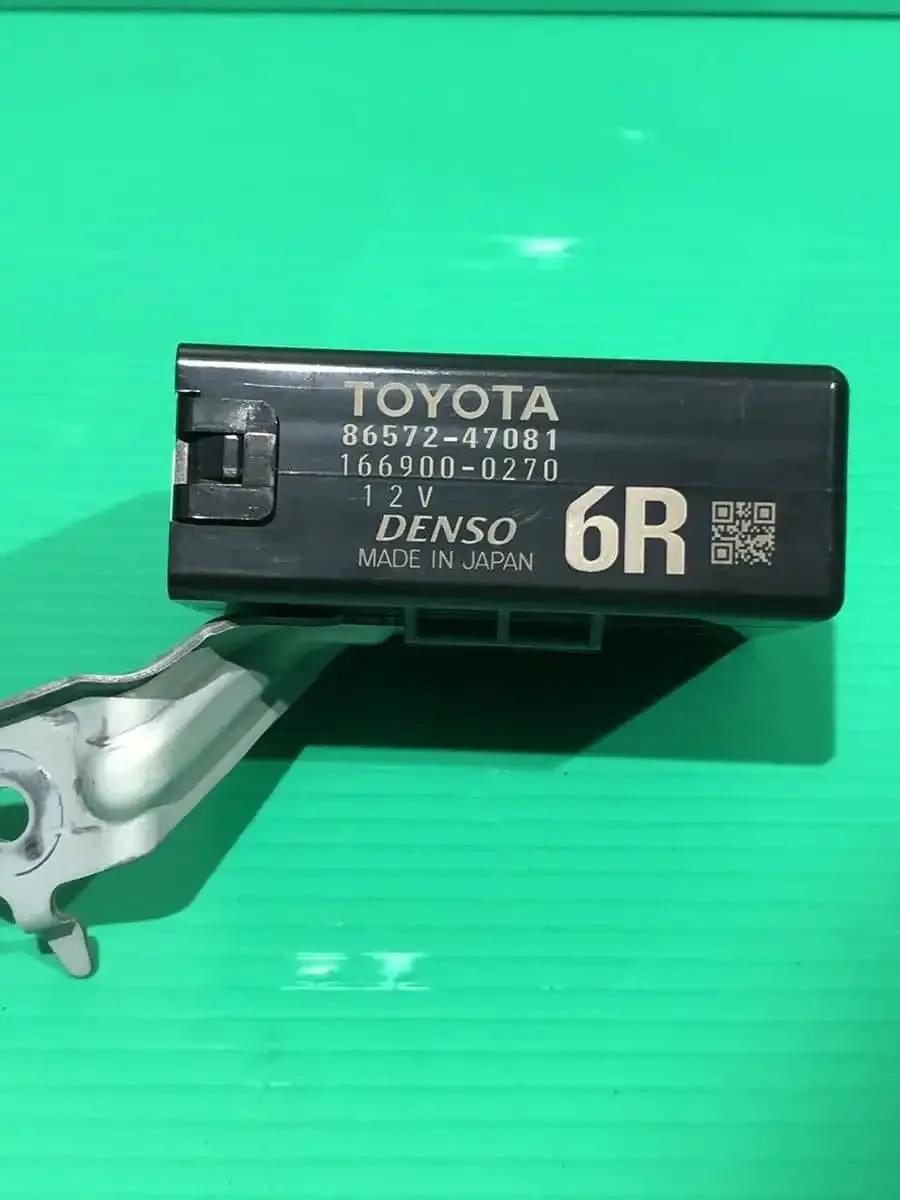 TOYOTA
86572-47081
166900-0270
12V
DENSO
MADE IN JAPAN
6R